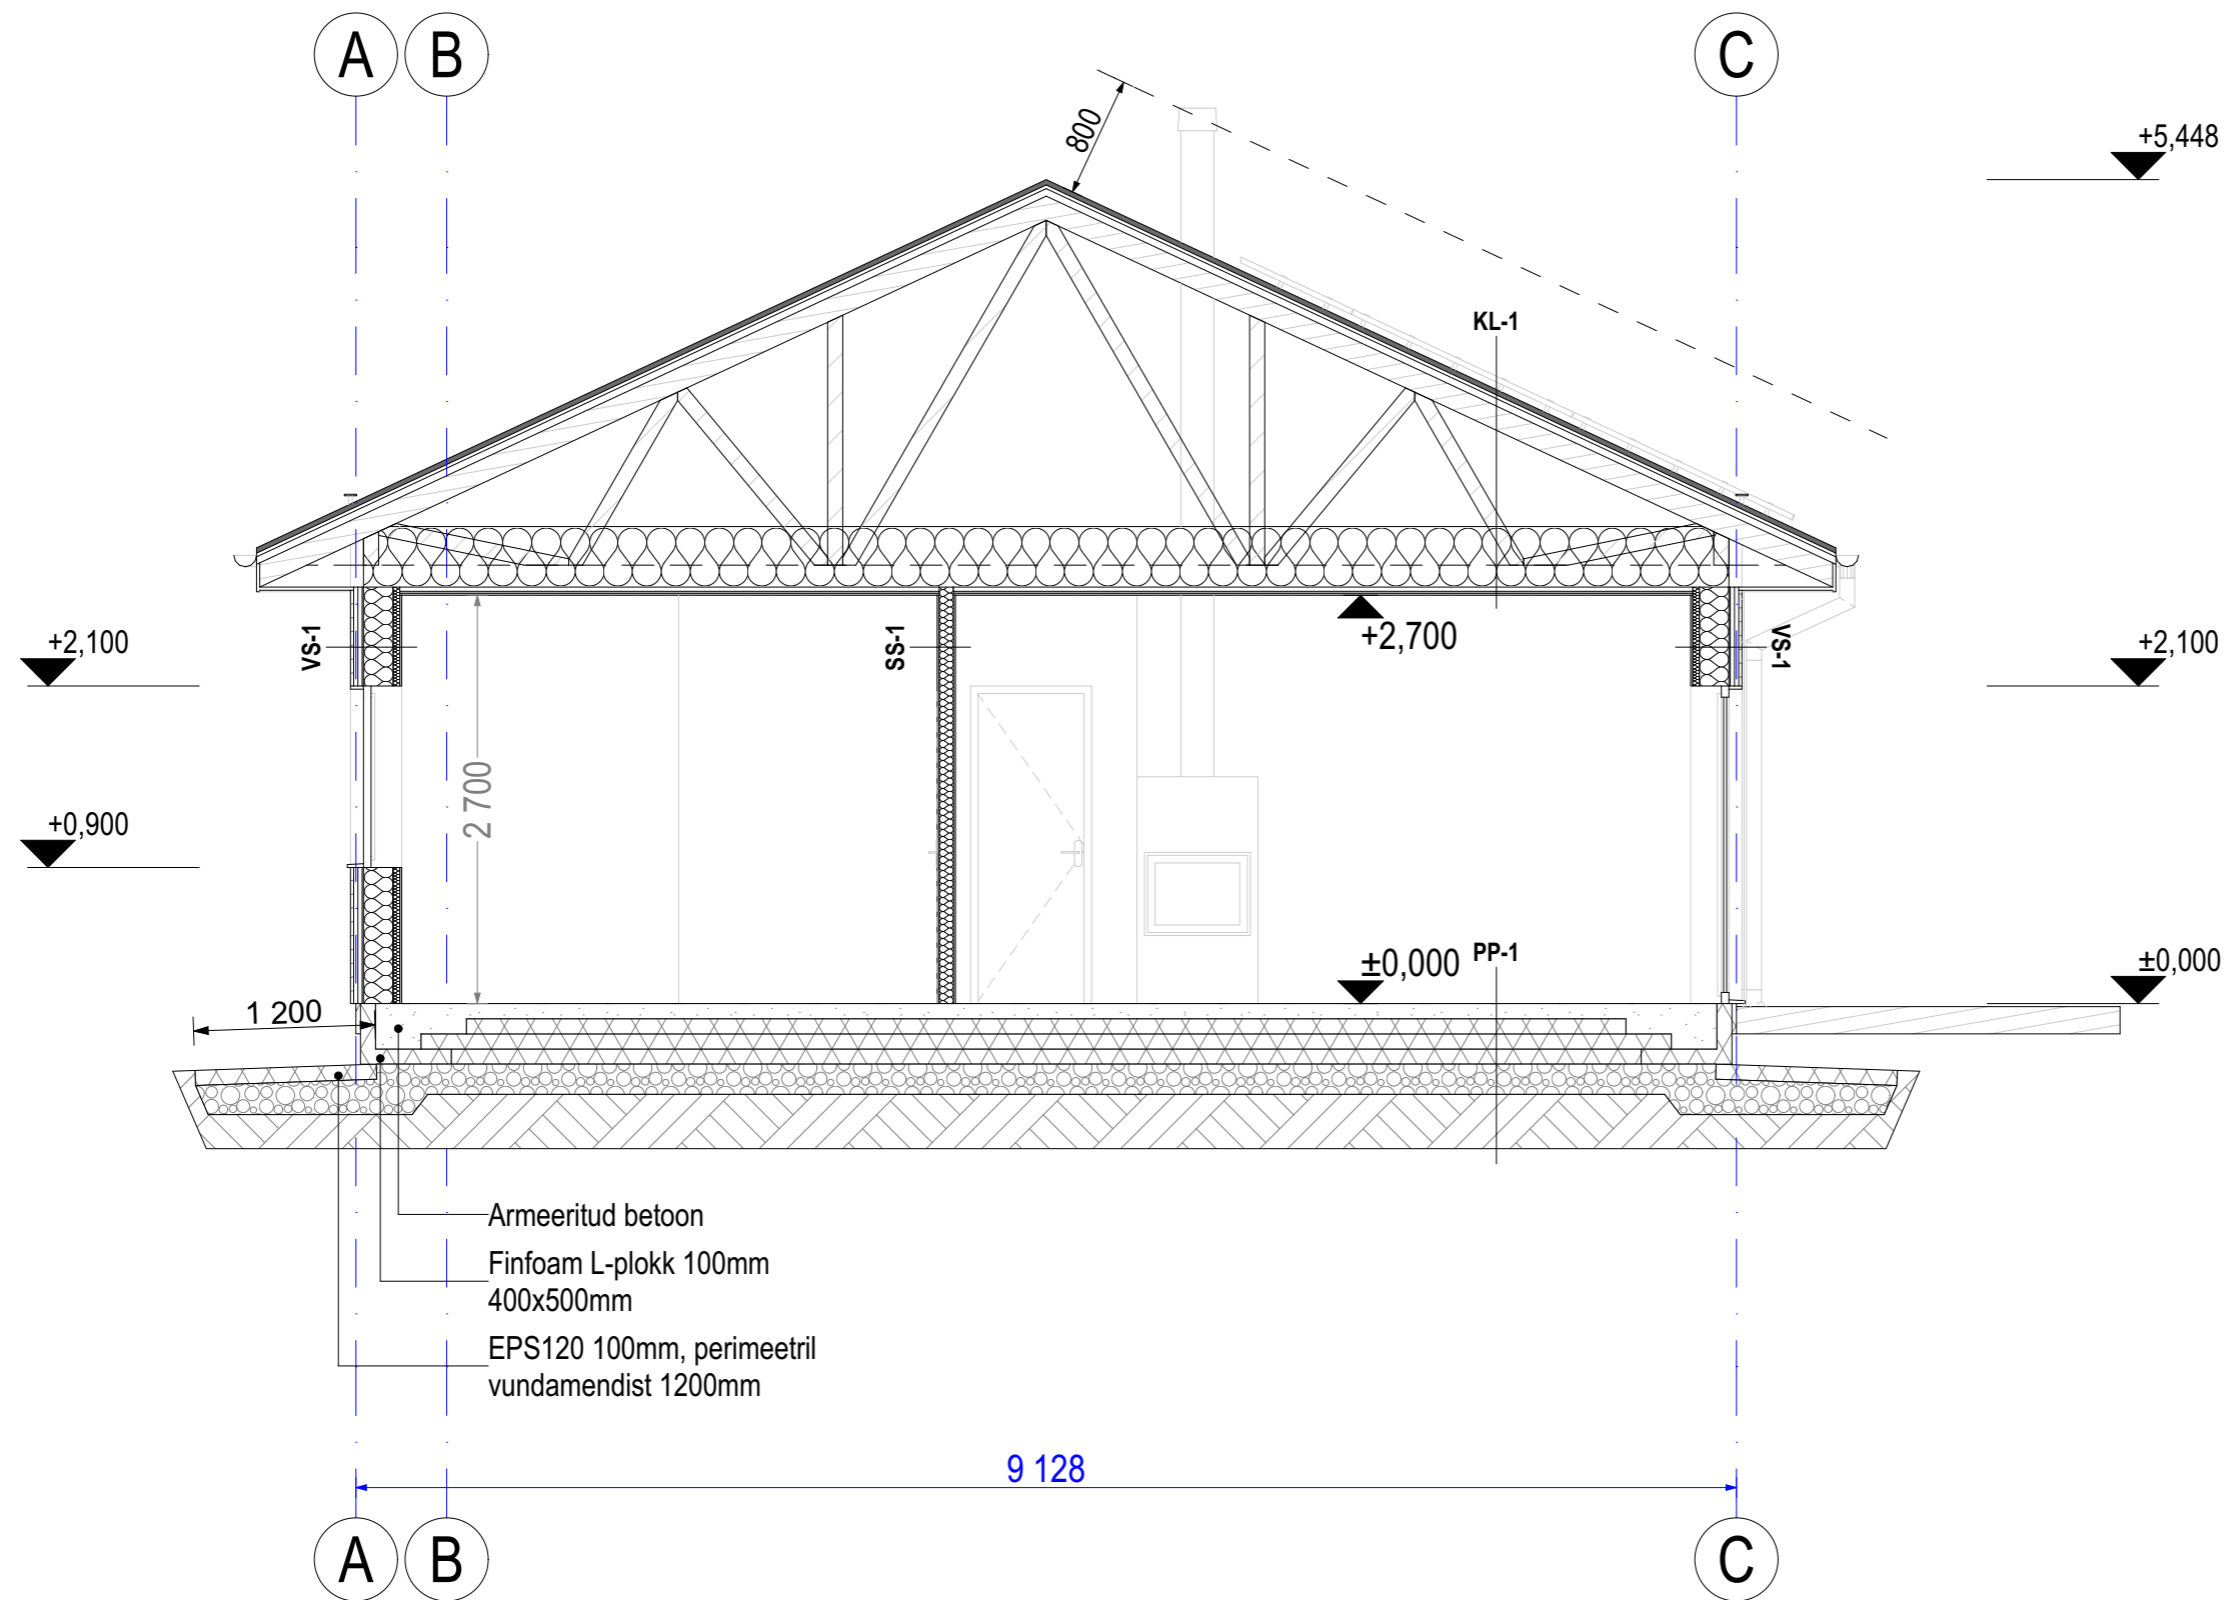 A B C
800
+5,448
KL-1
+2,100
VS-1
SS-1
+2,700
VS-1
+2,100
2 700
+0,900
±0,000
PP-1
±0,000
1 200
Armeeritud betoon
Finfoam L-plokk 100mm
400x500mm
EPS120 100mm, perimeetril
vundamendist 1200mm
9 128
A B C